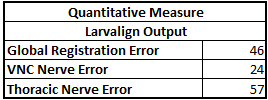 Quantitative Measure
Larvalign Output
Global Registration Error 46
VNC Nerve Error 24
Thoracic Nerve Error 57